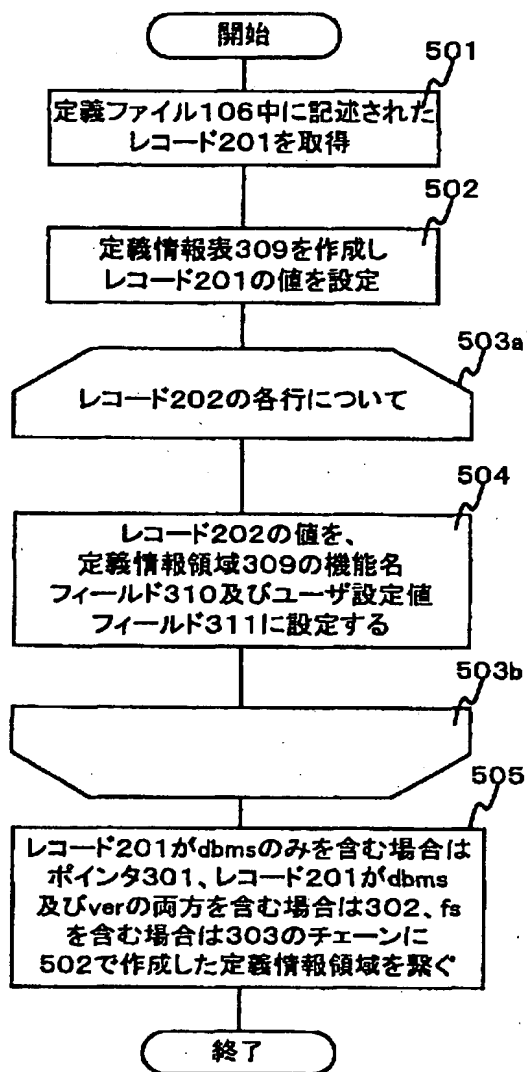 開始
501
定義ファイル106中に記述された
レコード201を取得
502
定義情報表309を作成し
レコード201の値を設定
503a
レコード202の各行について
504
レコード202の値を、
定義情報領域309の機能名
フィールド310及びユーザ設定値
フィールド311に設定する
503b
505
レコード201がdbmsのみを含む場合は
ポインタ301、レコード201がdbms
及びverの両方を含む場合は302、fs
を含む場合は303のチェーンに
502で作成した定義情報領域を繋ぐ
終了